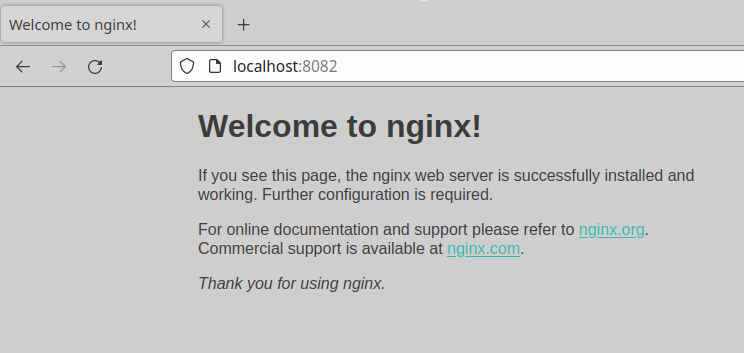 Welcome to nginx!
localhost:8082
Welcome to nginx!
If you see this page, the nginx web server is successfully installed and
working. Further configuration is required.
For online documentation and support please refer to nginx.org.
Commercial support is available at nginx.com.
Thank you for using nginx.